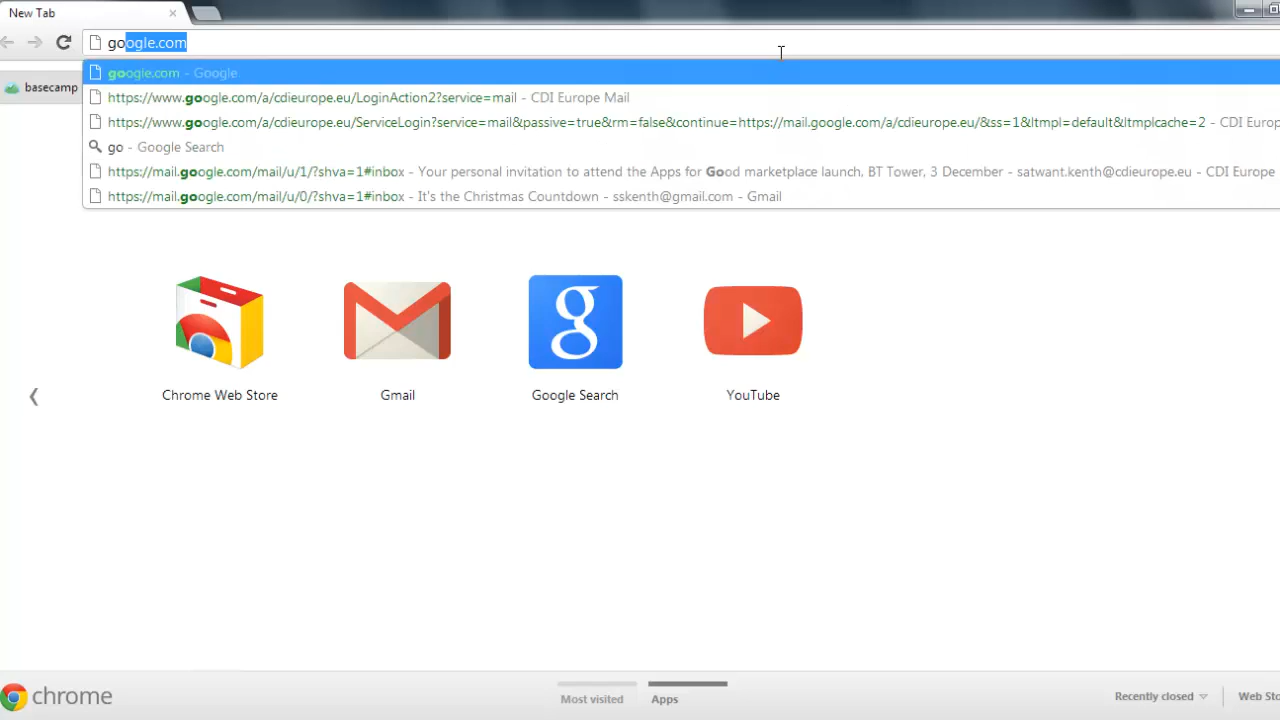 New Tab
google.com
basecamp
google.com - Google
https://www.google.com/a/cdieurope.eu/LoginAction2?service=mail - CDI Europe Mail
https://www.google.com/a/cdieurope.eu/ServiceLogin?service=mail&passive=true&rm=false&continue=https://mail.google.com/a/cdieurope.eu/&ss=1&ltmpl=default&ltmplcache=2 - CDI Europ
go - Google Search
https://mail.google.com/mail/u/1/?shva=1#inbox - Your personal invitation to attend the Apps for Good marketplace launch, BT Tower, 3 December - satwant.kenth@cdieurope.eu - CDI Europe
https://mail.google.com/mail/u/0/?shva=1#inbox - It's the Christmas Countdown - sskenth@gmail.com - Gmail
g
Chrome Web Store
Gmail
Google Search
YouTube
chrome
Most visited
Apps
Recently closed
Web Sto